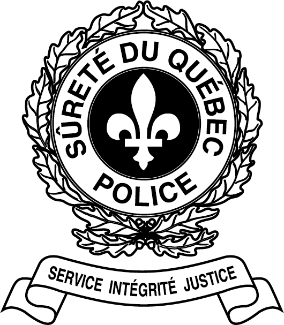 SÛRETÉ DU QUÉBEC
POLICE
SERVICE INTÉGRITÉ JUSTICE